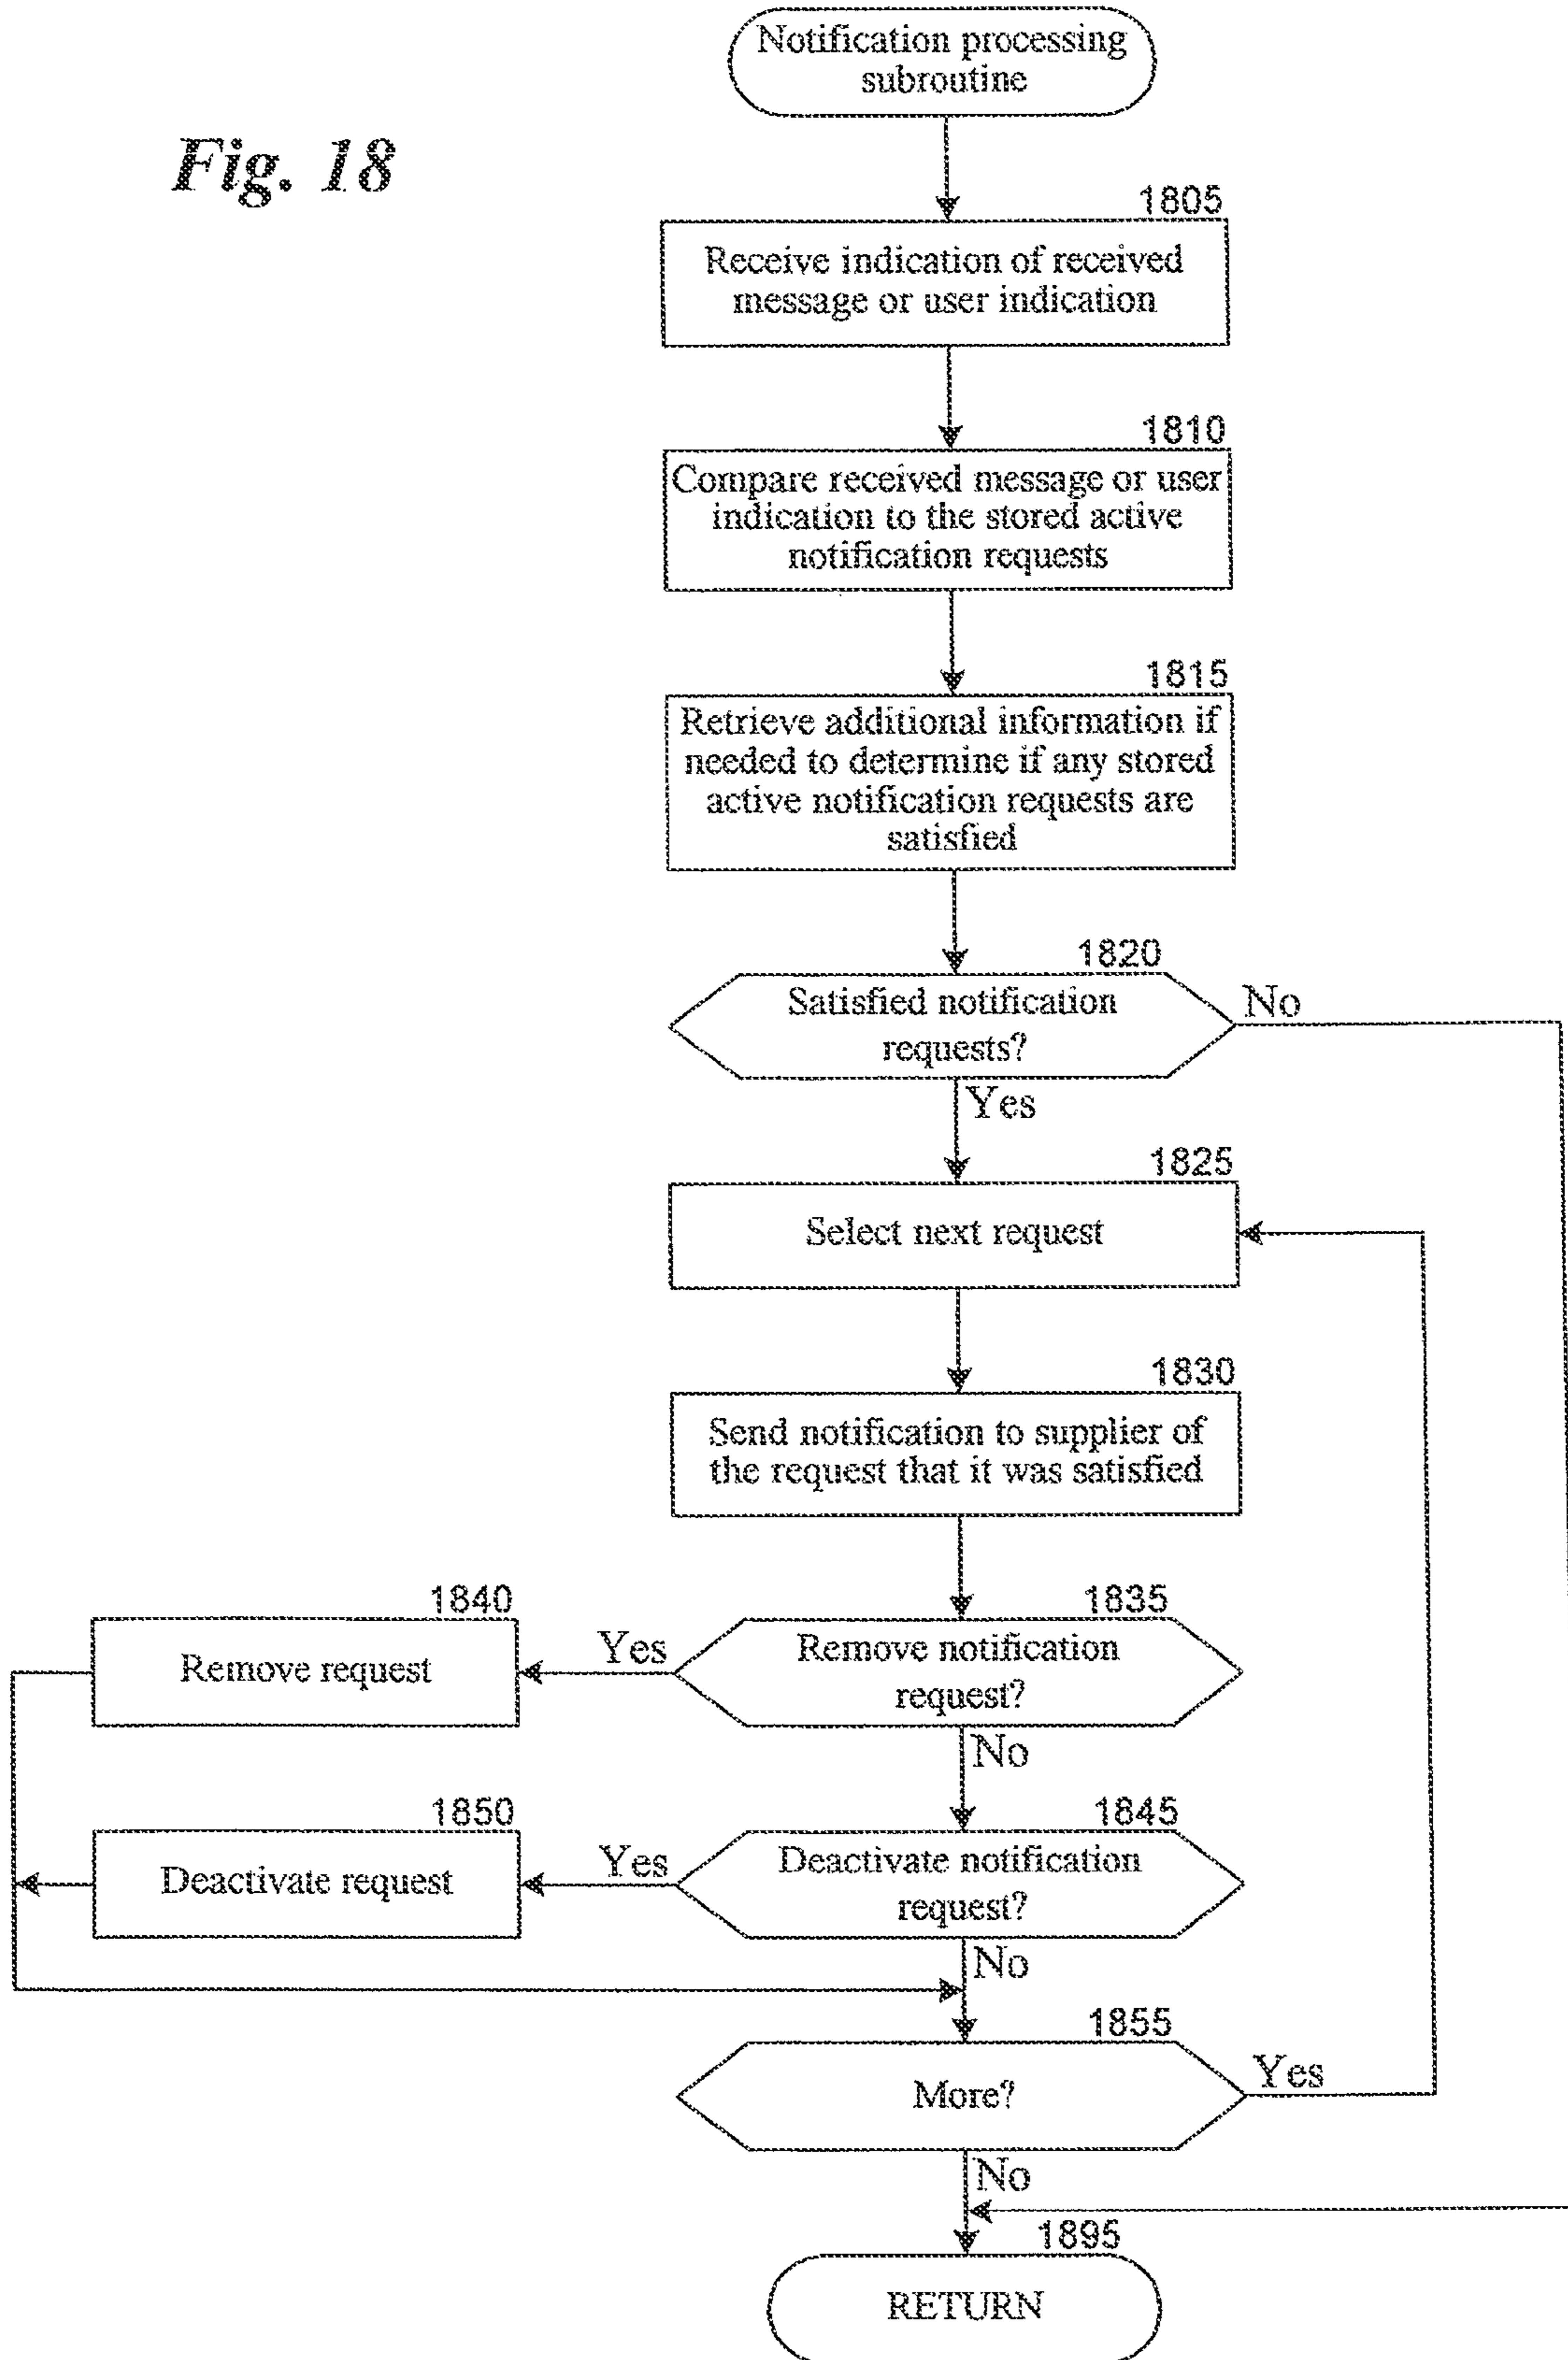 Notification processing
subroutine
Fig. 18
1805
Receive indication of received
message or user indication
1810
Compare received message or user
indication to the stored active
notification requests
1815
Retrieve additional information if
needed to determine if any stored
active notification requests are
satisfied
1820
Satisfied notification
requests?
No
Yes
1825
Select next request
1830
Send notification to supplier of
the request that it was satisfied
1835
Remove notification
request?
Yes
1840
Remove request
No
1845
Deactivate notification
request?
Yes
1850
Deactivate request
No
1855
More?
Yes
No
1895
RETURN